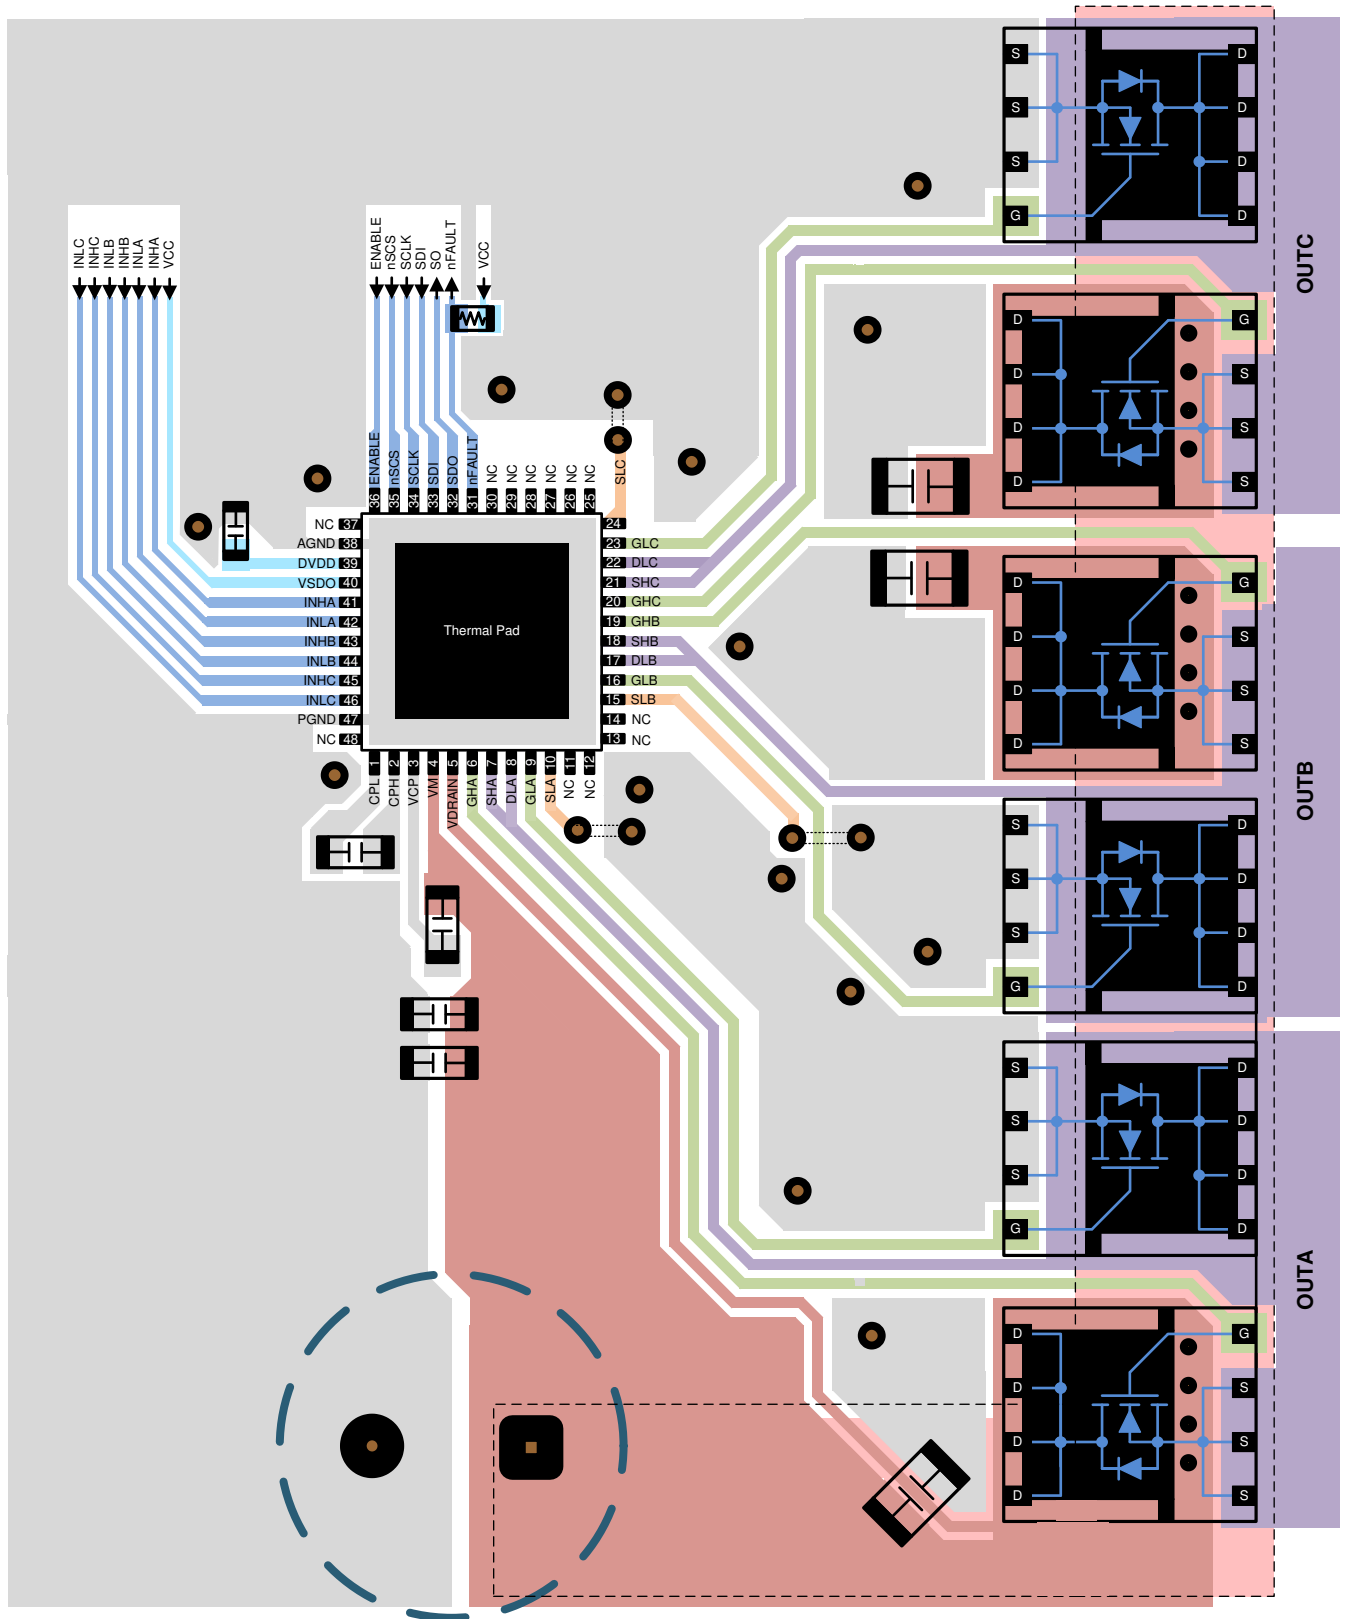 S
D
S
D
S
D
G
D
OUTC
INLC
INHC
INLB
INHB
INLA
INHA
VCC
ENABLE
nSCS
SCLK
SDI
SO
nFAULT
VCC
D
G
D
S
D
S
D
S
ENABLE
nSCS
SCLK
SDI
SDO
nFAULT
NC
NC
NC
NC
NC
NC
SLC
36
35
34
33
32
31
30
29
28
27
26
25
NC 37
AGND 38
DVDD 39
VSDO 40
INHA 41
INLA 42
INHB 43
INLB 44
INHC 45
INLC 46
PGND 47
NC 48
Thermal Pad
24
23 GLC
22 DLC
21 SHC
20 GHC
19 GHB
18 SHB
17 DLB
16 GLB
15 SLB
14 NC
13 NC
1
2
3
4
5
6
7
8
9
10
11
12
CPL
CPH
VCP
VM
VDRAIN
GHA
SHA
DLA
GLA
SLA
NC
NC
D
G
D
S
D
S
D
S
OUTB
S
D
S
D
S
D
G
D
S
D
S
D
S
D
G
D
OUTA
D
G
D
S
D
S
D
S